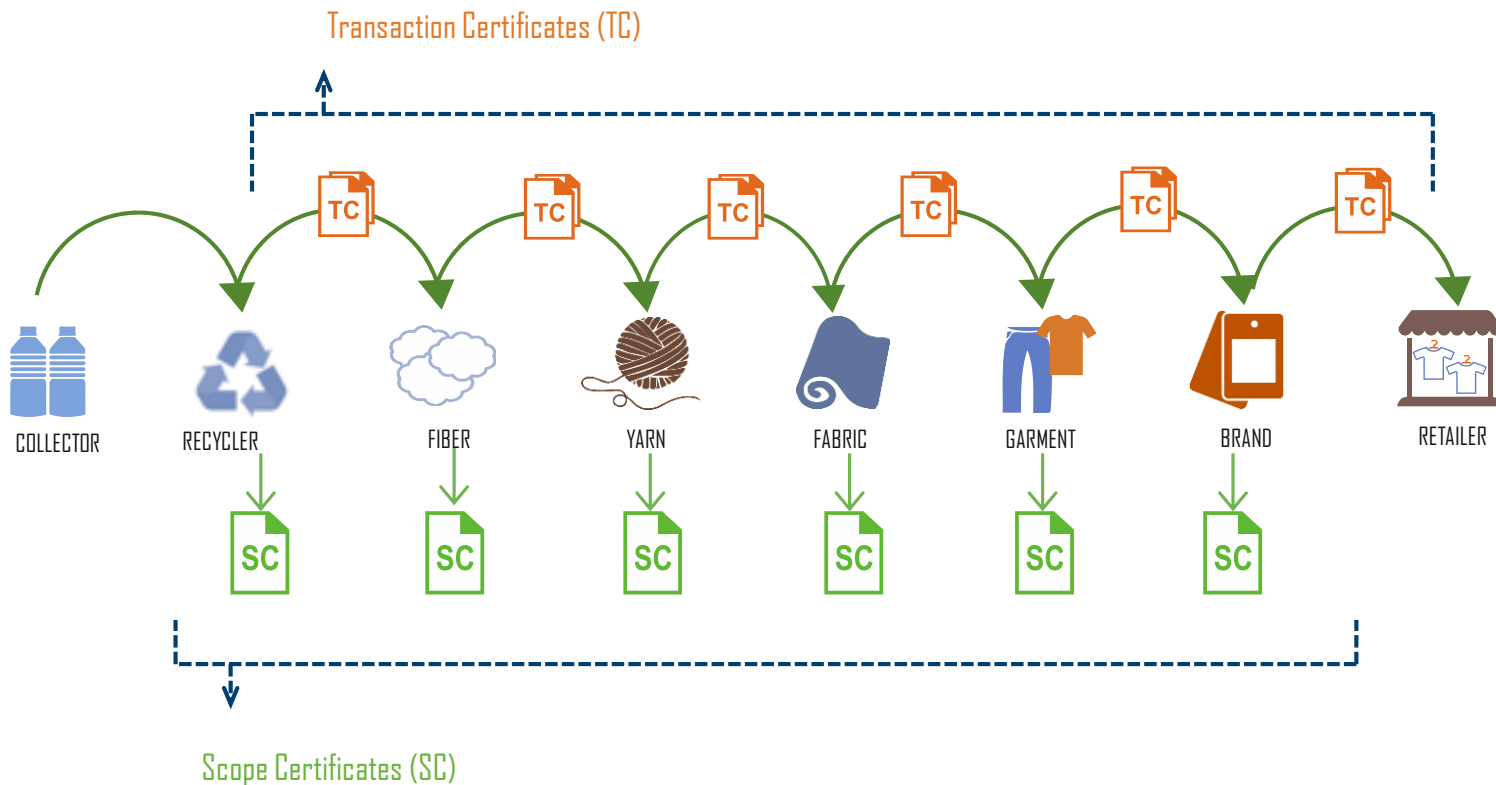 Transaction Certificates (TC)
TC TC TC TC TC TC
COLLECTOR RECYCLER FIBER YARN FABRIC GARMENT BRAND RETAILER
SC SC SC SC SC SC
Scope Certificates (SC)